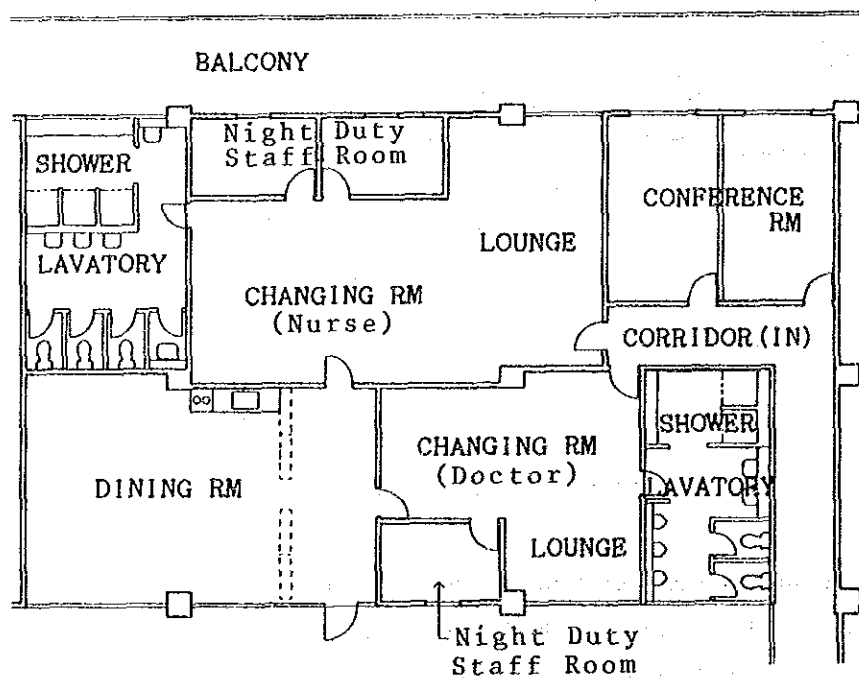 BALCONY
Night Duty
Staff Room
SHOWER
CONFERENCE
RM
LOUNGE
LAVATORY
CHANGING RM
(Nurse)
CORRIDOR(IN)
SHOWER
CHANGING RM
(Doctor)
DINING RM
LAVATORY
LOUNGE
Night Duty
Staff Room